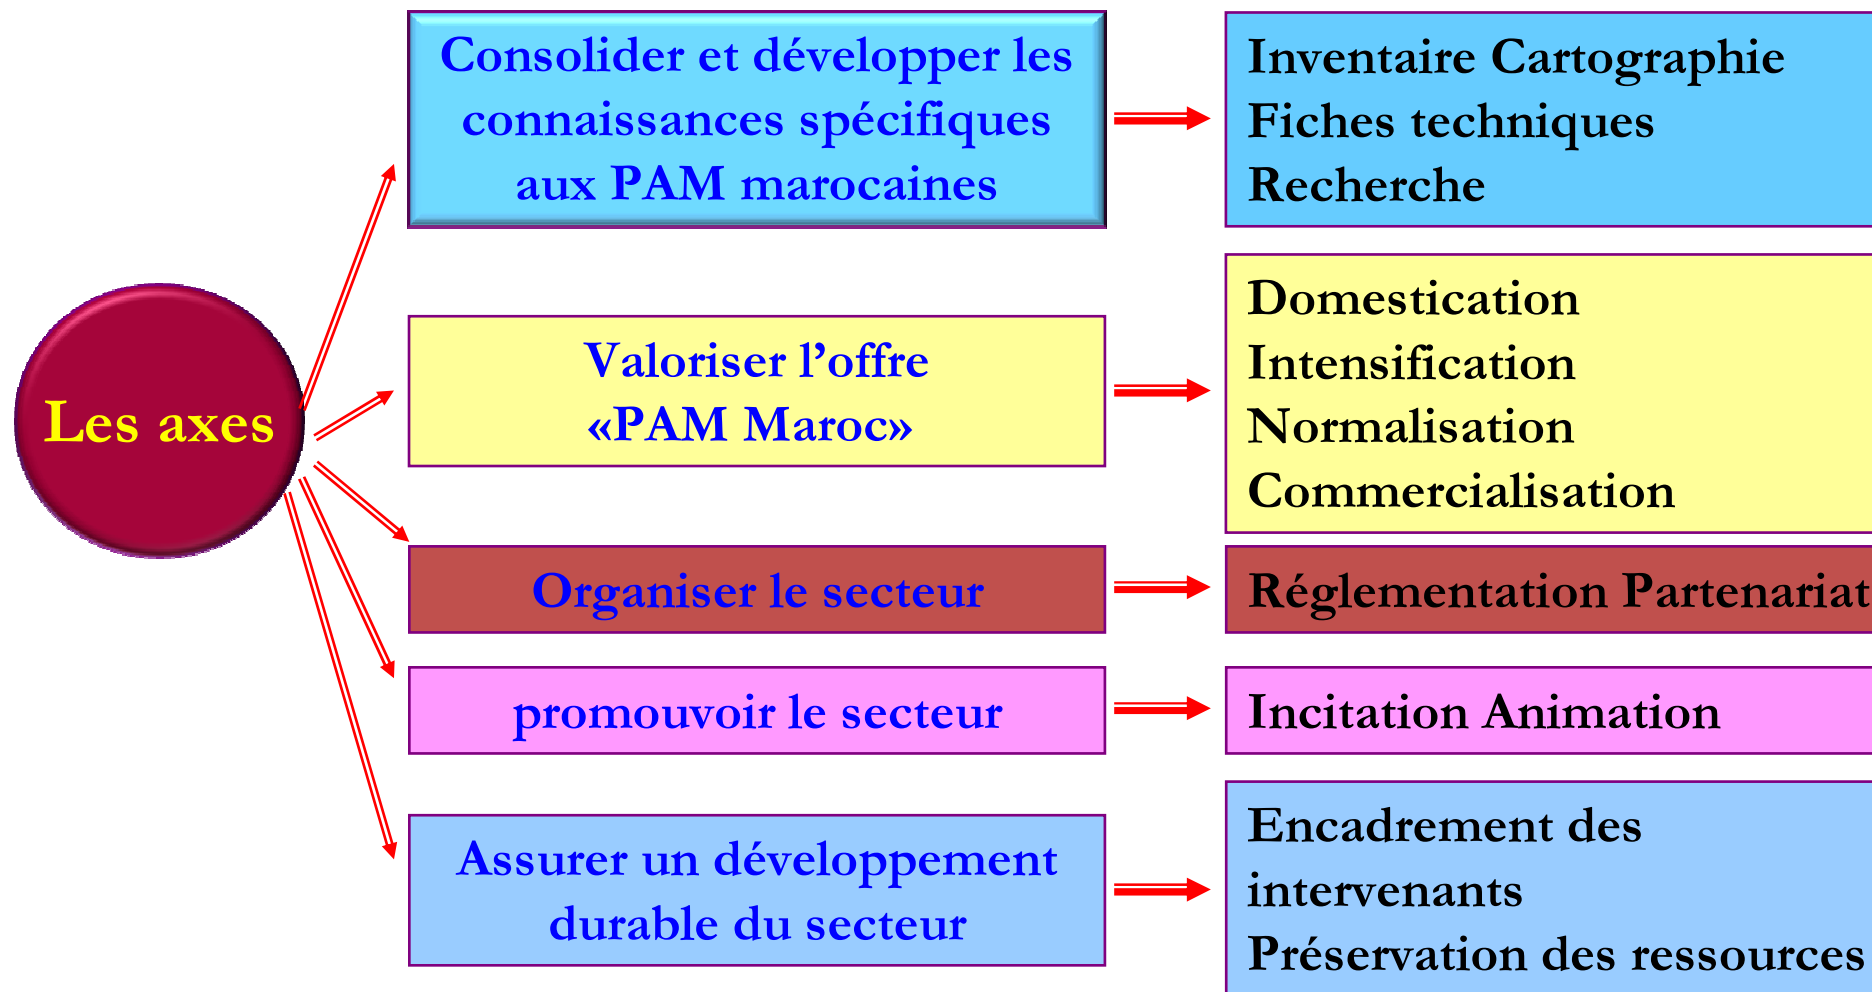 Les axes
Consolider et développer les
connaissances spécifiques
aux PAM marocaines
Inventaire Cartographie
Fiches techniques
Recherche
Valoriser l’offre
«PAM Maroc»
Domestication
Intensification
Normalisation
Commercialisation
Organiser le secteur
Réglementation Partenariat
promouvoir le secteur
Incitation Animation
Assurer un développement
durable du secteur
Encadrement des
intervenants
Préservation des ressources